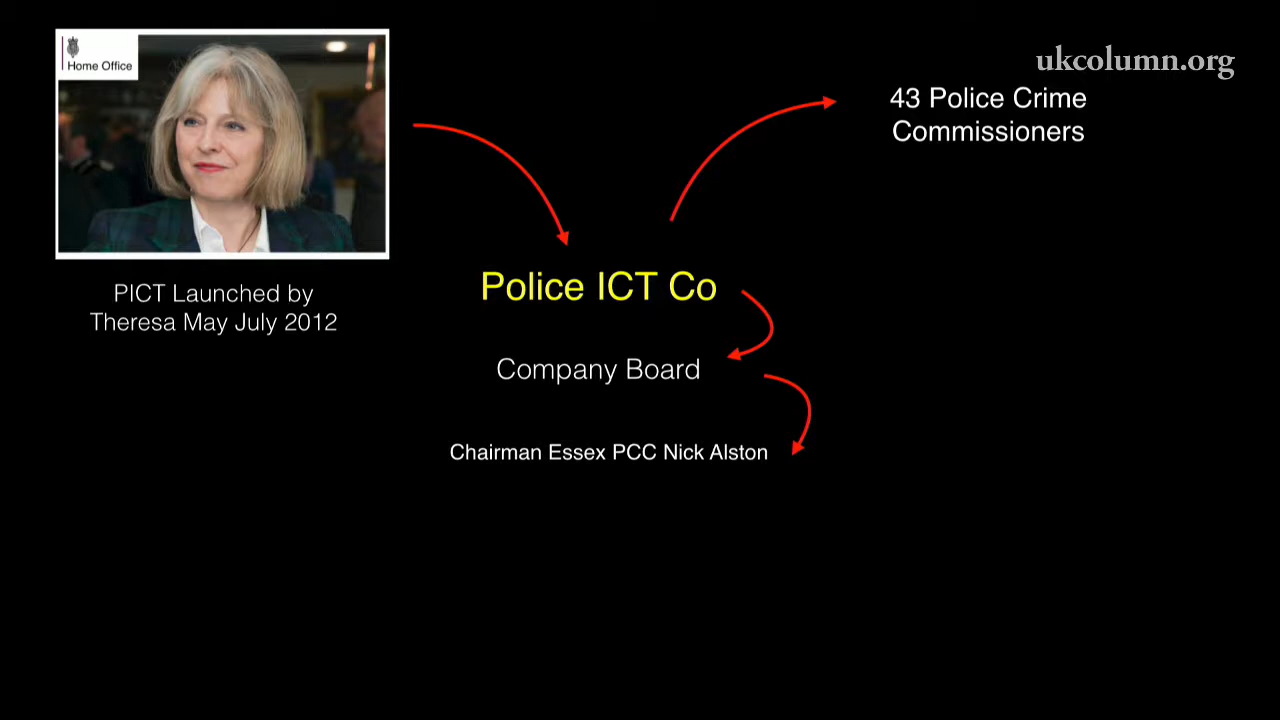 Home Office
ukcolumn.org
43 Police Crime
Commissioners
Police ICT Co
PICT Launched by
Theresa May July 2012
Company Board
Chairman Essex PCC Nick Alston